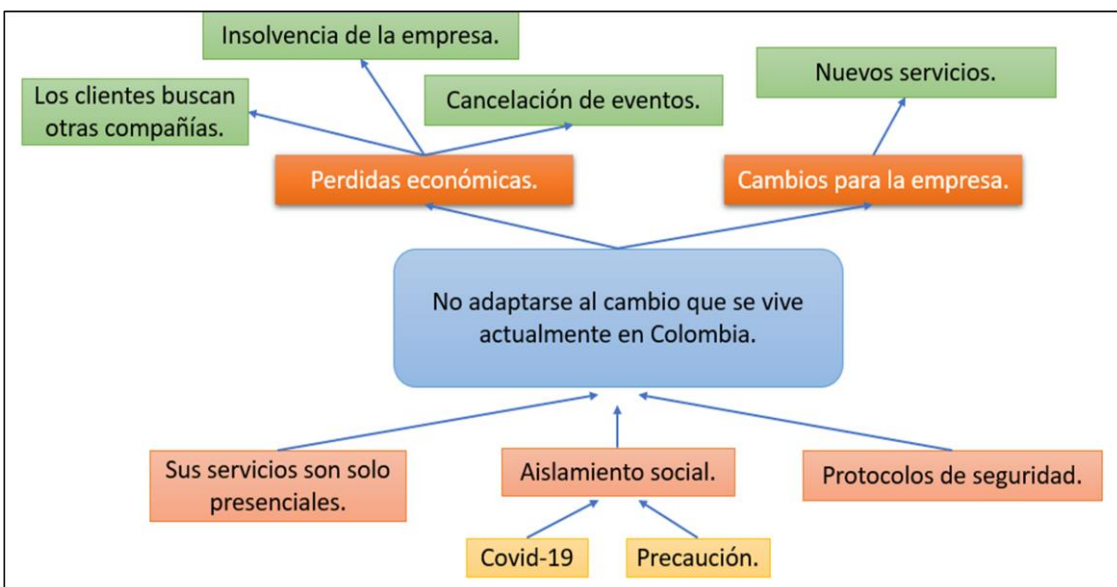 Insolvencia de la empresa.
Nuevos servicios.
Los clientes buscan
otras compañías.
Cancelación de eventos.
Perdidas económicas.
Cambios para la empresa.
No adaptarse al cambio que se vive
actualmente en Colombia.
Sus servicios son solo
presenciales.
Aislamiento social.
Protocolos de seguridad.
Covid-19
Precaución.